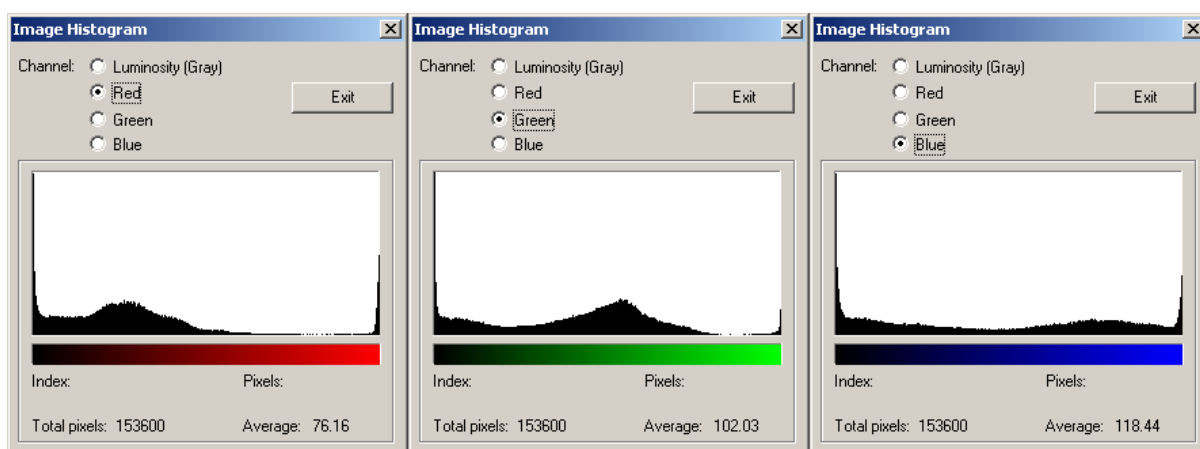 Image Histogram
Channel: Luminosity (Gray)
Red
Exit
Green
Blue
Index: Pixels:
Total pixels: 153600 Average: 76.16
Image Histogram
Channel: Luminosity (Gray)
Red
Exit
Green
Blue
Index: Pixels:
Total pixels: 153600 Average: 102.03
Image Histogram
Channel: Luminosity (Gray)
Red
Exit
Green
Blue
Index: Pixels:
Total pixels: 153600 Average: 118.44